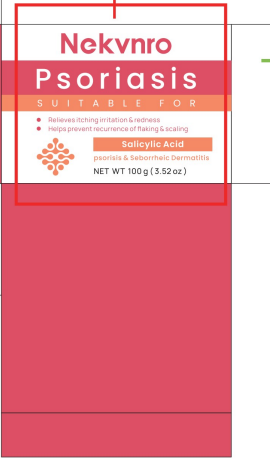 Nekvnro
Psoriasis
SUITABLE FOR
Relieves itching irritation & redness
Helps prevent recurrence of flaking & scaling
Salicylic Acid
psorisis & Seborrheic Dermatitis
NET WT 100 g ( 3.52 oz )